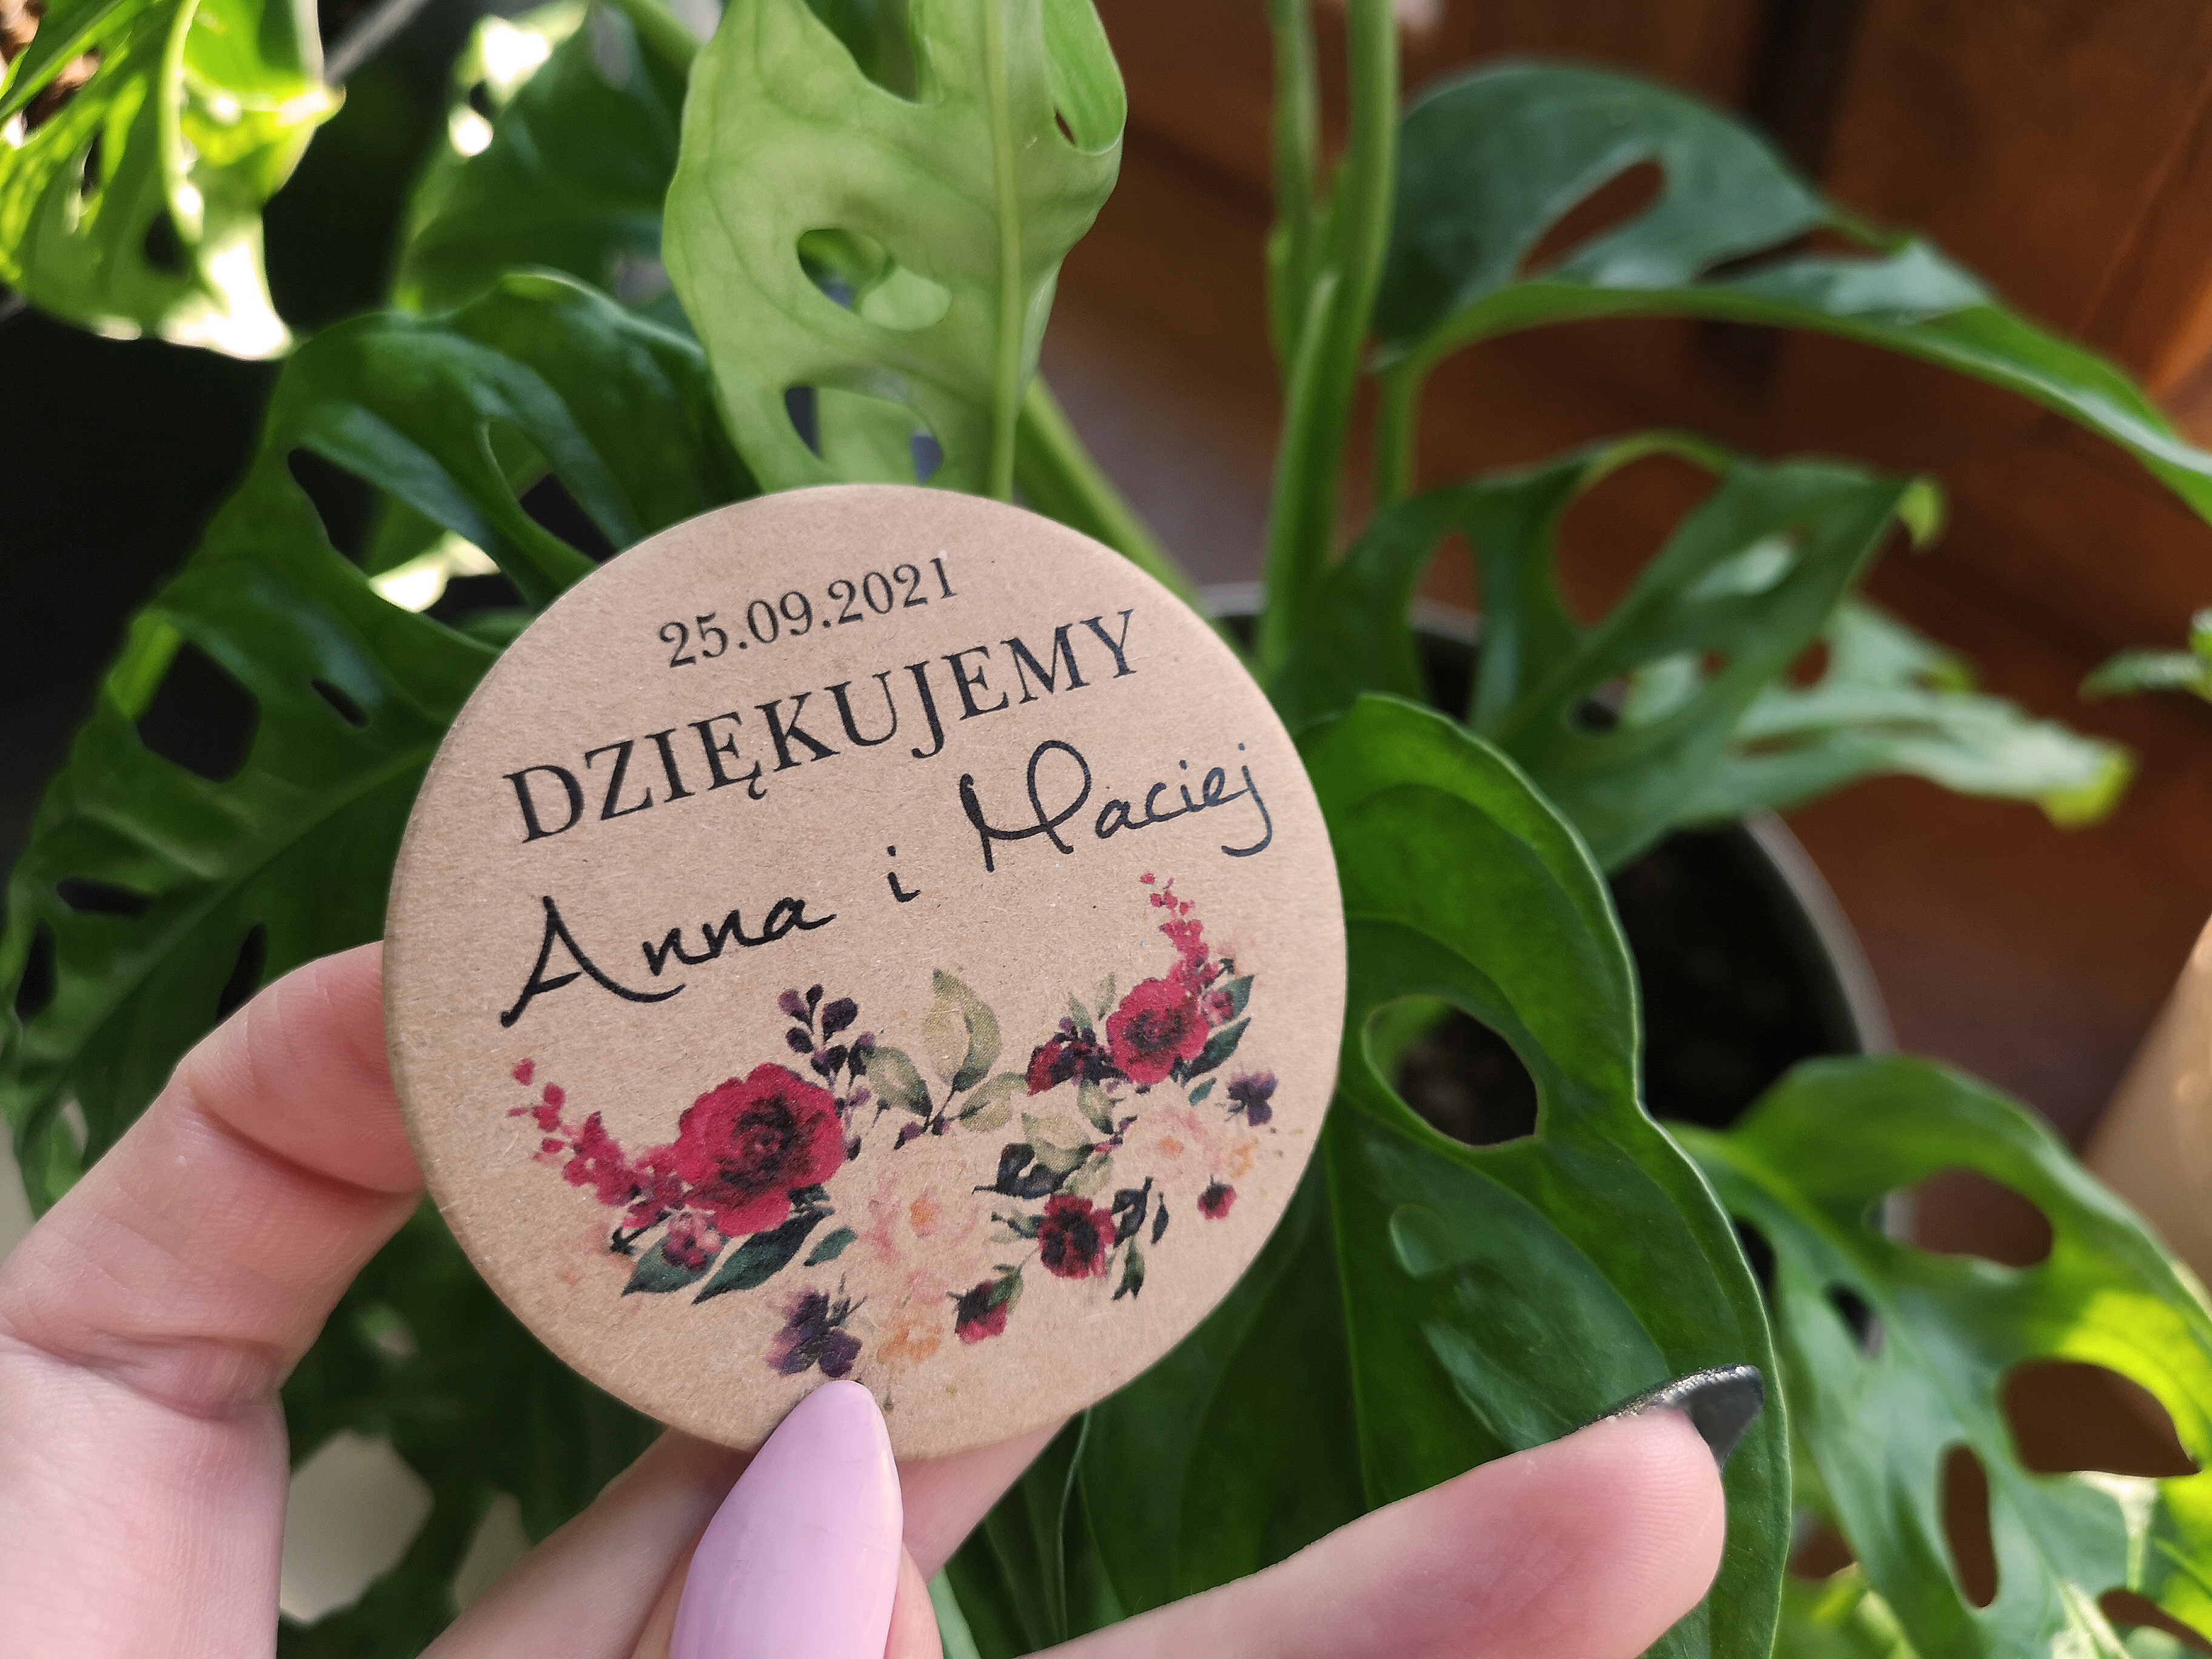 25.09.2021
DZIĘKUJEMY
Anna i Maciej